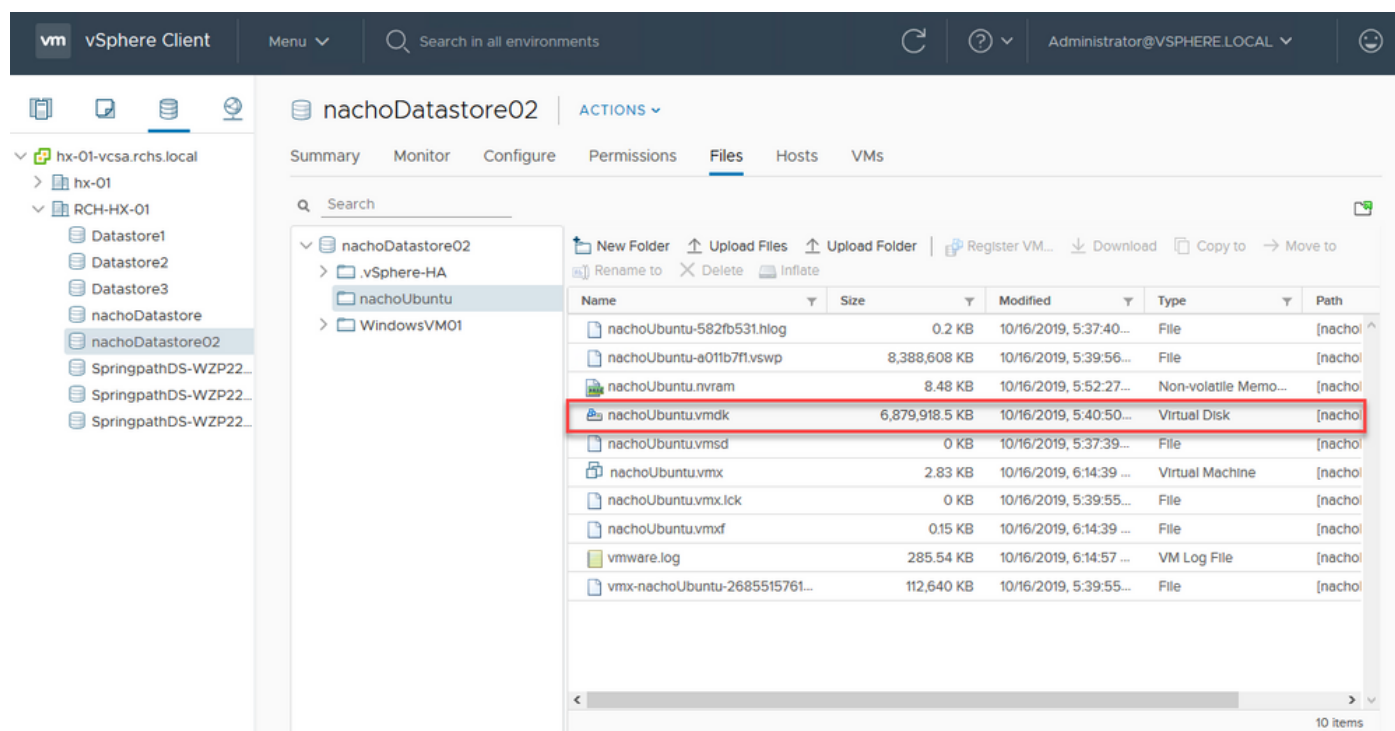 vm vSphere Client Menu Search in all environments Administrator@VSPHERE.LOCAL
hx-01-vcsa.rchs.local
hx-01
RCH-HX-01
Datastore1
Datastore2
Datastore3
nachoDatastore
nachoDatastore02
SpringpathDS-WZP22...
SpringpathDS-WZP22...
SpringpathDS-WZP22...
nachoDatastore02 ACTIONS
Summary Monitor Configure Permissions Files Hosts VMs
Search
nachoDatastore02
.vSphere-HA
nachoUbuntu
WindowsVM01
New Folder Upload Files Upload Folder Register VM... Download Copy to Move to
Rename to Delete Inflate
Name Size Modified Type Path
nachoUbuntu-582fb531.hlog 0.2 KB 10/16/2019, 5:37:40... File [nachol
nachoUbuntu-a011b7f1.vswp 8,388,608 KB 10/16/2019, 5:39:56... File [nachol
nachoUbuntu.nvram 8.48 KB 10/16/2019, 5:52:27... Non-volatile Memo... [nachol
nachoUbuntu.vmdk 6,879,918.5 KB 10/16/2019, 5:40:50... Virtual Disk [nachol
nachoUbuntu.vmsd 0 KB 10/16/2019, 5:37:39... File [nachol
nachoUbuntu.vmx 2.83 KB 10/16/2019, 6:14:39 ... Virtual Machine [nachol
nachoUbuntu.vmx.lck 0 KB 10/16/2019, 5:39:55... File [nachol
nachoUbuntu.vmxf 0.15 KB 10/16/2019, 6:14:39 ... File [nachol
vmware.log 285.54 KB 10/16/2019, 6:14:57 ... VM Log File [nachol
vmx-nachoUbuntu-2685515761... 112,640 KB 10/16/2019, 5:39:55... File [nachol
10 items